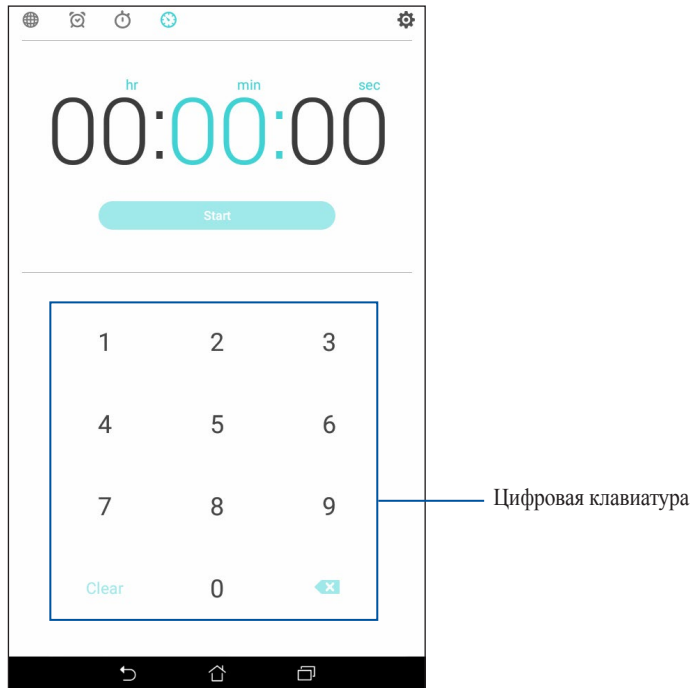 hr min sec
00:00:00
Start
1 2 3
4 5 6
7 8 9
Цифровая клавиатура
Clear 0